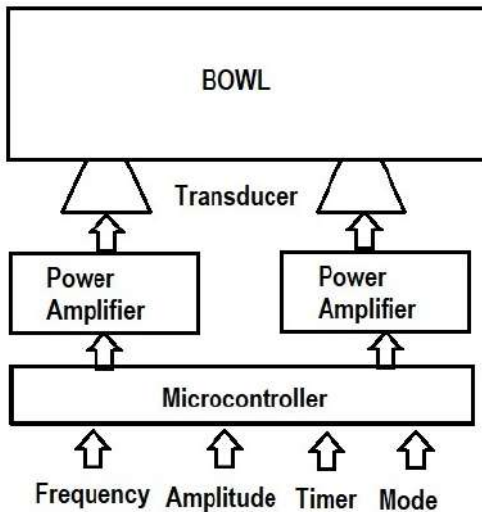 BOWL
Transducer
Power
Amplifier
Power
Amplifier
Microcontroller
Frequency Amplitude Timer Mode